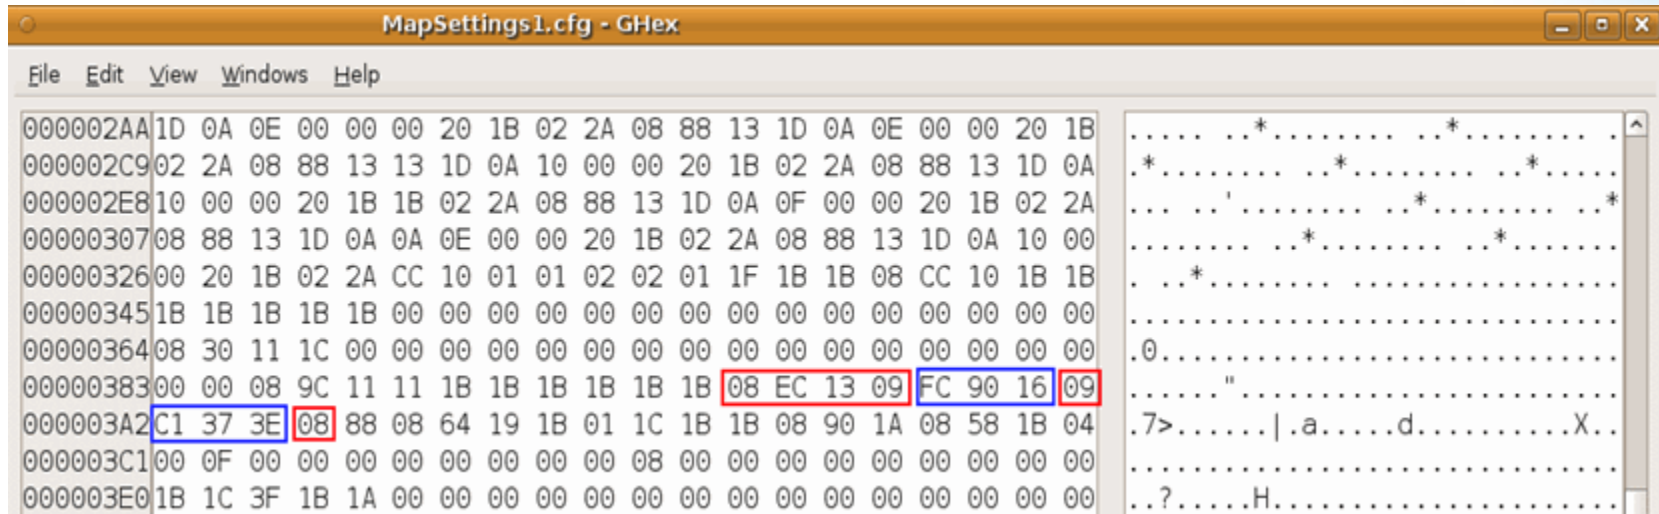 MapSettings1.cfg - GHex
File Edit View Windows Help
000002AA 1D 0A 0E 00 00 00 20 1B 02 2A 08 88 13 1D 0A 0E 00 00 20 1B ..... ..*........ ..*........ .
000002C9 02 2A 08 88 13 13 1D 0A 10 00 00 20 1B 02 2A 08 88 13 1D 0A .*........ ..*........ ..*.....
000002E8 10 00 00 20 1B 1B 02 2A 08 88 13 1D 0A 0F 00 00 20 1B 02 2A ... ..'........ ..*........ ..*
00000307 08 88 13 1D 0A 0A 0E 00 00 20 1B 02 2A 08 88 13 1D 0A 10 00 ........ ..*........ ..*.......
00000326 00 20 1B 02 2A CC 10 01 01 02 02 01 1F 1B 1B 08 CC 10 1B 1B . ..*........ .................
00000345 1B 1B 1B 1B 1B 00 00 00 00 00 00 00 00 00 00 00 00 00 00 00 ...............................
00000364 08 30 11 1C 00 00 00 00 00 00 00 00 00 00 00 00 00 00 00 00 .0.............................
00000383 00 00 08 9C 11 11 1B 1B 1B 1B 1B 1B 08 EC 13 09 FC 90 16 09 ......"........................
000003A2 C1 37 3E 08 88 08 64 19 1B 01 1C 1B 1B 08 90 1A 08 58 1B 04 .7>......|.a.....d..........X..
000003C1 00 0F 00 00 00 00 00 00 00 00 08 00 00 00 00 00 00 00 00 00 ...............................
000003E0 1B 1C 3F 1B 1A 00 00 00 00 00 00 00 00 00 00 00 00 00 00 00 ..?.....H......................